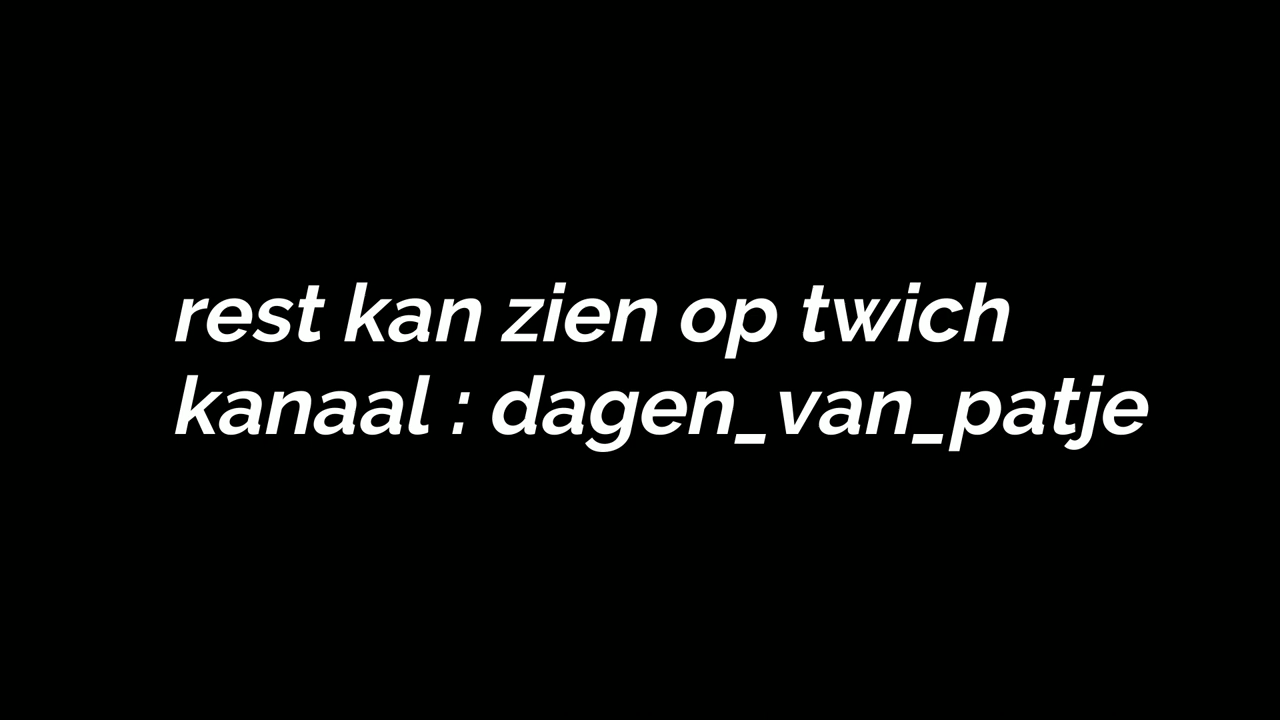 rest kan zien op twich
kanaal : dagen_van_patje